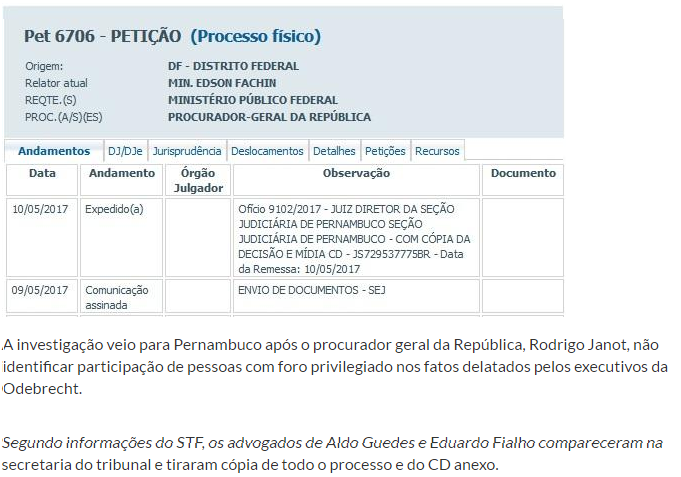 Pet 6706 - PETIÇÃO (Processo físico)
Origem: DF - DISTRITO FEDERAL
Relator atual MIN. EDSON FACHIN
REQTE.(S) MINISTÉRIO PÚBLICO FEDERAL
PROC.(A/S)(ES) PROCURADOR-GERAL DA REPÚBLICA
Andamentos DJ/DJe Jurisprudência Deslocamentos Detalhes Petições Recursos
Data Andamento Órgão Julgador Observação Documento
10/05/2017 Expedido(a) Ofício 9102/2017 - JUIZ DIRETOR DA SEÇÃO
JUDICIÁRIA DE PERNAMBUCO SEÇÃO
JUDICIÁRIA DE PERNAMBUCO - COM CÓPIA DA
DECISÃO E MÍDIA CD - JS729537775BR - Data
da Remessa: 10/05/2017
09/05/2017 Comunicação assinada ENVIO DE DOCUMENTOS - SEJ
A investigação veio para Pernambuco após o procurador geral da República, Rodrigo Janot, não
identificar participação de pessoas com foro privilegiado nos fatos delatados pelos executivos da
Odebrecht.
Segundo informações do STF, os advogados de Aldo Guedes e Eduardo Fialho compareceram na
secretaria do tribunal e tiraram cópia de todo o processo e do CD anexo.